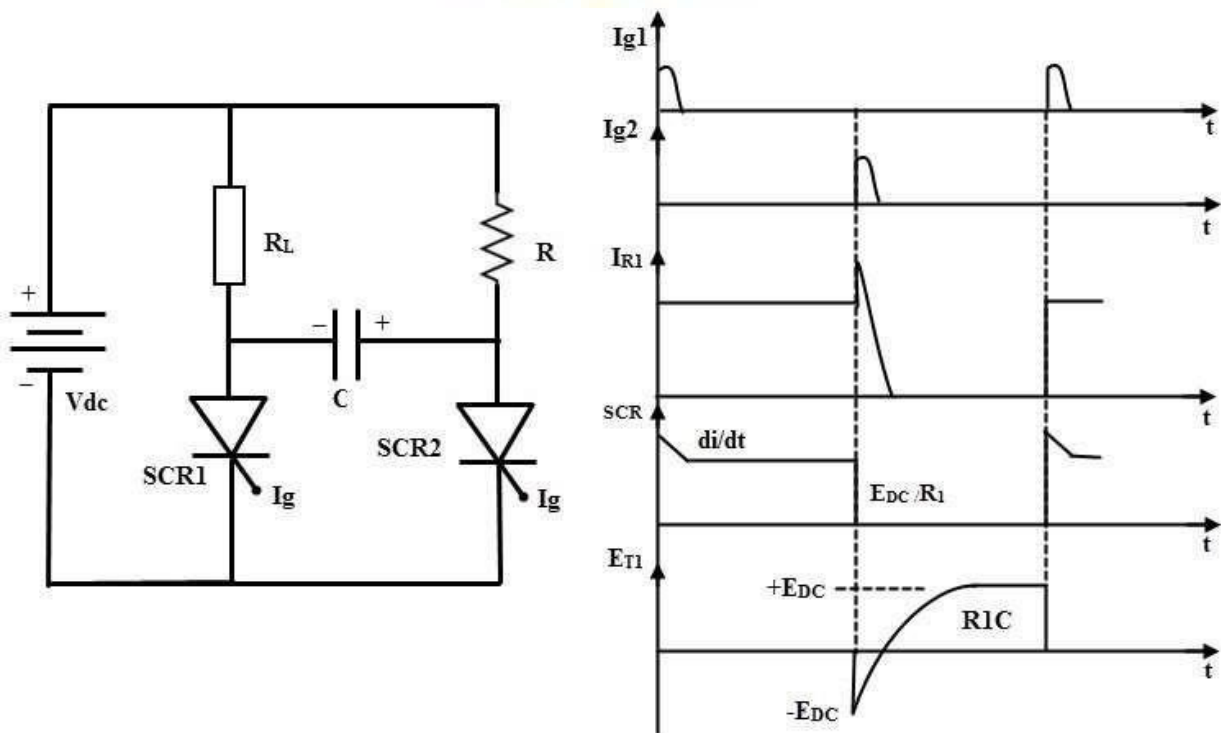 +
−
Vdc
RL
R
− +
C
SCR1
SCR2
Ig
Ig
Ig1
t
Ig2
t
IR1
t
SCR
di/dt
EDC /R1
t
ET1
+EDC
R1C
t
-EDC